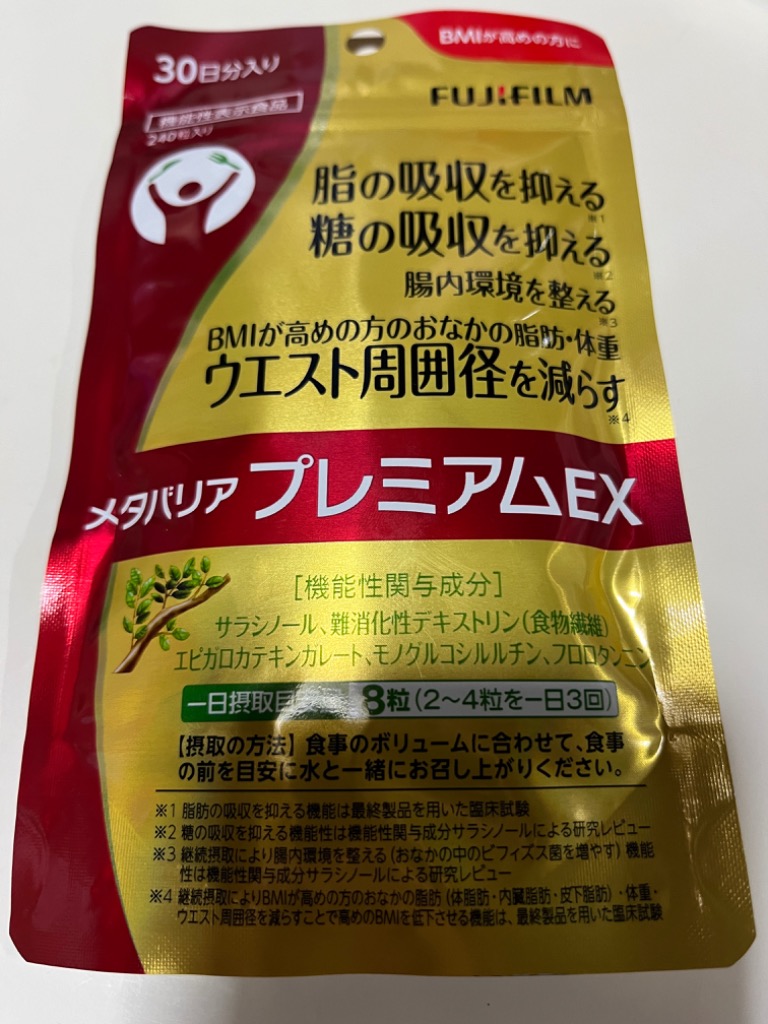 BMIが高めの方に
30日分入り
FUJIFILM
機能性表示食品
240粒入り
脂の吸収を抑える※1
糖の吸収を抑える※2
腸内環境を整える※3
BMIが高めの方のおなかの脂肪・体重
ウエスト周囲径を減らす※4
メタバリア プレミアムEX
［機能性関与成分］
サラシノール、難消化性デキストリン(食物繊維)
エピガロカテキンガレート、モノグルコシルルチン、フロロタンニン
一日摂取目 8粒(2〜4粒を一日3回)
【摂取の方法】食事のボリュームに合わせて、食事
の前を目安に水と一緒にお召し上がりください。
※1 脂肪の吸収を抑える機能は最終製品を用いた臨床試験
※2 糖の吸収を抑える機能性は機能性関与成分サラシノールによる研究レビュー
※3 継続摂取により腸内環境を整える(おなかの中のビフィズス菌を増やす)機能
性は機能性関与成分サラシノールによる研究レビュー
※4 継続摂取によりBMIが高めの方のおなかの脂肪(体脂肪・内臓脂肪・皮下脂肪)・体重・
ウエスト周囲径を減らすことで高めのBMIを低下させる機能は、最終製品を用いた臨床試験